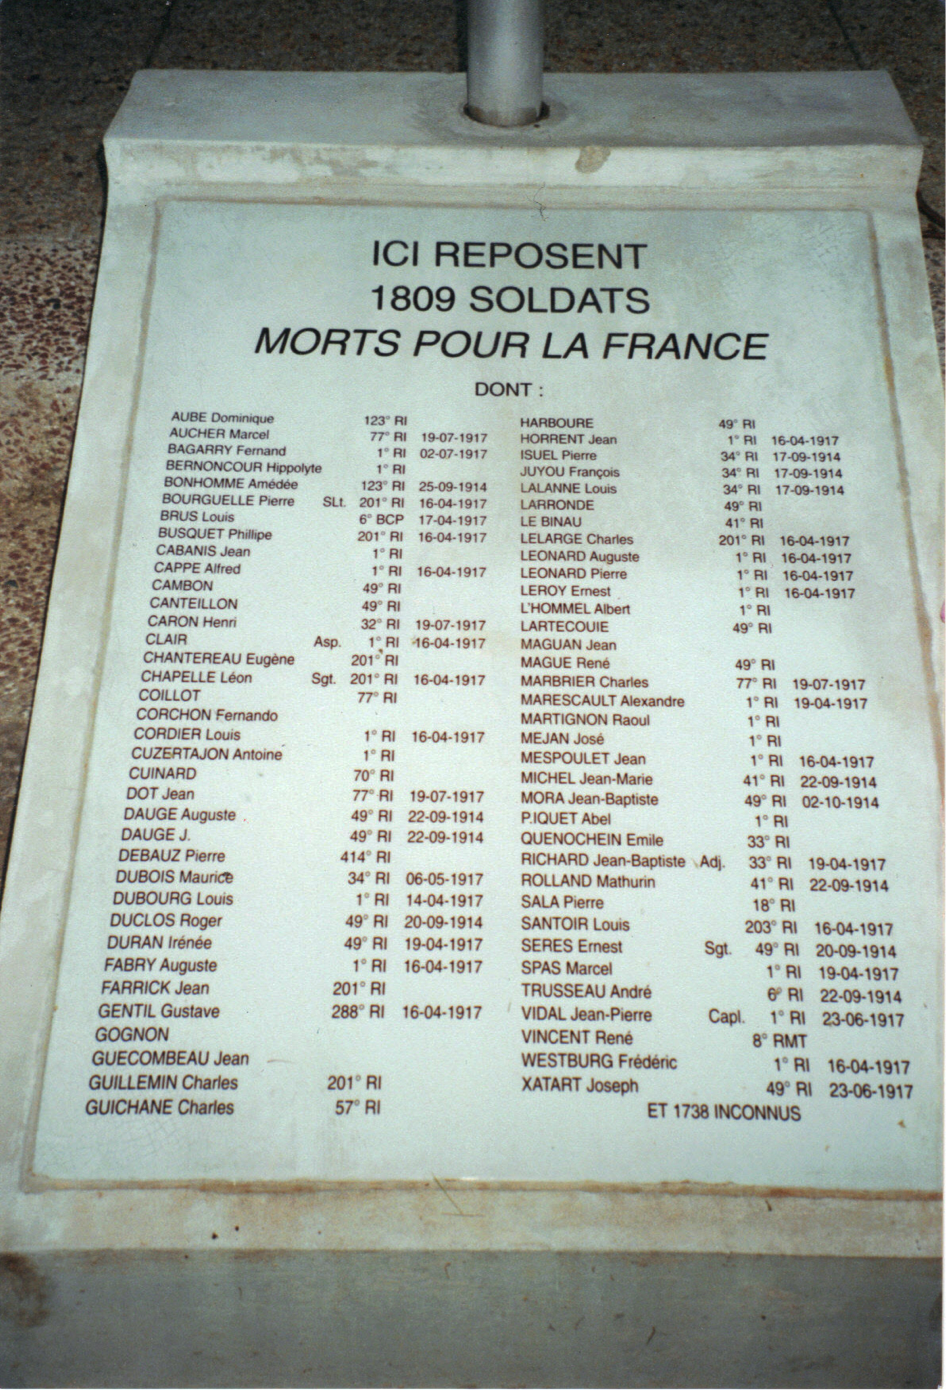 ICI REPOSENT
1809 SOLDATS
MORTS POUR LA FRANCE
DONT :
AUBE Dominique 123° RI
AUCHER Marcel 77° RI 19-07-1917
BAGARRY Fernand 1° RI 02-07-1917
BERNONCOUR Hippolyte 1° RI
BONHOMME Amédée 123° RI 25-09-1914
BOURGUELLE Pierre SLt. 201° RI 16-04-1917
BRUS Louis 6° BCP 17-04-1917
BUSQUET Phillipe 201° RI 16-04-1917
CABANIS Jean 1° RI
CAPPE Alfred 1° RI 16-04-1917
CAMBON 49° RI
CANTEILLON 49° RI
CARON Henri 32° RI 19-07-1917
CLAIR Asp. 1° RI 16-04-1917
CHANTEREAU Eugène 201° RI
CHAPELLE Léon Sgt. 201° RI 16-04-1917
COILLOT 77° RI
CORCHON Fernando
CORDIER Louis 1° RI 16-04-1917
CUZERTAJON Antoine 1° RI
CUINARD 70° RI
DOT Jean 77° RI 19-07-1917
DAUGE Auguste 49° RI 22-09-1914
DAUGE J. 49° RI 22-09-1914
DEBAUZ Pierre 414° RI
DUBOIS Maurice 34° RI 06-05-1917
DUBOURG Louis 1° RI 14-04-1917
DUCLOS Roger 49° RI 20-09-1914
DURAN Irénée 49° RI 19-04-1917
FABRY Auguste 1° RI 16-04-1917
FARRICK Jean 201° RI
GENTIL Gustave 288° RI 16-04-1917
GOGNON
GUECOMBEAU Jean
GUILLEMIN Charles 201° RI
GUICHANE Charles 57° RI
HARBOURE 49° RI
HORRENT Jean 1° RI 16-04-1917
ISUEL Pierre 34° RI 17-09-1914
JUYOU François 34° RI 17-09-1914
LALANNE Louis 34° RI 17-09-1914
LARRONDE 49° RI
LE BINAU 41° RI
LELARGE Charles 201° RI 16-04-1917
LEONARD Auguste 1° RI 16-04-1917
LEONARD Pierre 1° RI 16-04-1917
LEROY Ernest 1° RI 16-04-1917
L'HOMMEL Albert 1° RI
LARTECOUIE 49° RI
MAGUAN Jean
MAGUE René 49° RI
MARBRIER Charles 77° RI 19-07-1917
MARESCAULT Alexandre 1° RI 19-04-1917
MARTIGNON Raoul 1° RI
MEJAN José 1° RI
MESPOULET Jean 1° RI 16-04-1917
MICHEL Jean-Marie 41° RI 22-09-1914
MORA Jean-Baptiste 49° RI 02-10-1914
P.IQUET Abel 1° RI
QUENOCHEIN Emile 33° RI
RICHARD Jean-Baptiste Adj. 33° RI 19-04-1917
ROLLAND Mathurin 41° RI 22-09-1914
SALA Pierre 18° RI
SANTOIR Louis 203° RI 16-04-1917
SERES Ernest Sgt. 49° RI 20-09-1914
SPAS Marcel 1° RI 19-04-1917
TRUSSEAU André 6° RI 22-09-1914
VIDAL Jean-Pierre Capl. 1° RI 23-06-1917
VINCENT René 8° RMT
WESTBURG Frédéric 1° RI 16-04-1917
XATART Joseph 49° RI 23-06-1917
ET 1738 INCONNUS